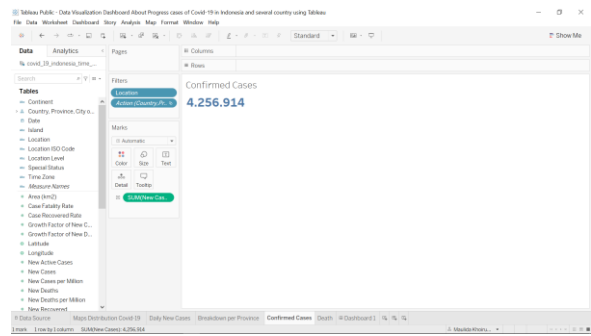 Tableau Public - Data Visualization Dashboard About Progress cases of Covid-19 in Indonesia and several country using Tableau
File Data Worksheet Dashboard Story Analysis Map Format Window Help
Standard
Show Me
Data Analytics
covid_19_indonesia_time_...
Search
Tables
Continent
Country, Province, City o...
Date
Island
Location
Location ISO Code
Location Level
Special Status
Time Zone
Measure Names
Area (km2)
Case Fatality Rate
Case Recovered Rate
Growth Factor of New C...
Growth Factor of New D...
Latitude
Longitude
New Active Cases
New Cases
New Cases per Million
New Deaths
New Deaths per Million
New Recovered
Pages
Filters
Location
Action (Country,Pr..
Marks
Automatic
Color Size Text
Detail Tooltip
SUM(New Cas..
Columns
Rows
Confirmed Cases
4.256.914
Data Source Maps Distribution Covid 19 Daily New Cases Breakdown per Province Confirmed Cases Death Dashboard 1
1 mark 1 row by 1 column SUM(New Cases): 4.256.914